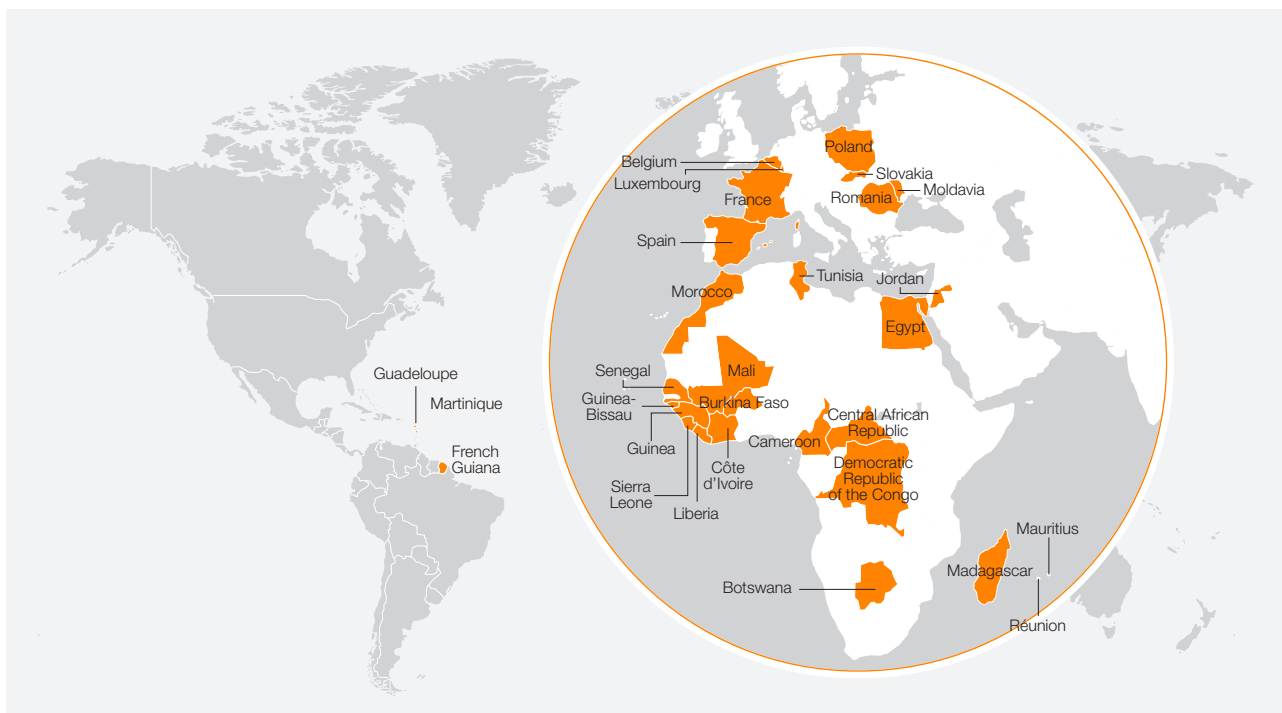 Guadeloupe
Martinique
French
Guiana
Belgium
Luxembourg
France
Spain
Poland
Slovakia
Moldavia
Romania
Tunisia
Jordan
Morocco
Egypt
Senegal
Guinea-
Bissau
Guinea
Sierra
Leone
Liberia
Côte
d’Ivoire
Mali
Burkina Faso
Cameroon
Central African
Republic
Democratic
Republic
of the Congo
Botswana
Madagascar
Mauritius
Réunion